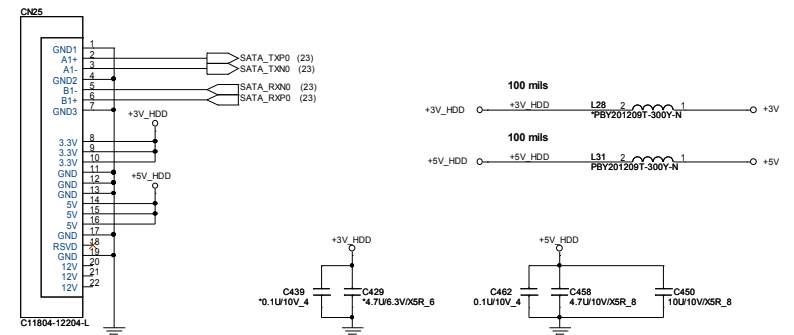 CN25
GND1 1
A1+ 2
A1- 3
GND2 4
B1- 5
B1+ 6
GND3 7
SATA_TXP0 (23)
SATA_TXN0 (23)
SATA_RXN0 (23)
SATA_RXP0 (23)
+3V_HDD
3.3V 8
3.3V 9
3.3V 10
GND 11
GND 12
GND 13
5V 14
5V 15
5V 16
GND 17
RSVD 18
GND 19
12V 20
12V 21
12V 22
+5V_HDD
C11804-12204-L
100 mils
+3V_HDD +3V_HDD L28 2 1 +3V
*PBY201209T-300Y-N
100 mils
+5V_HDD +5V_HDD L31 2 1 +5V
PBY201209T-300Y-N
+3V_HDD
C439
*0.1U/10V_4
C429
*4.7U/6.3V/X5R_6
+5V_HDD
C462
0.1U/10V_4
C458
4.7U/10V/X5R_8
C450
10U/10V/X5R_8